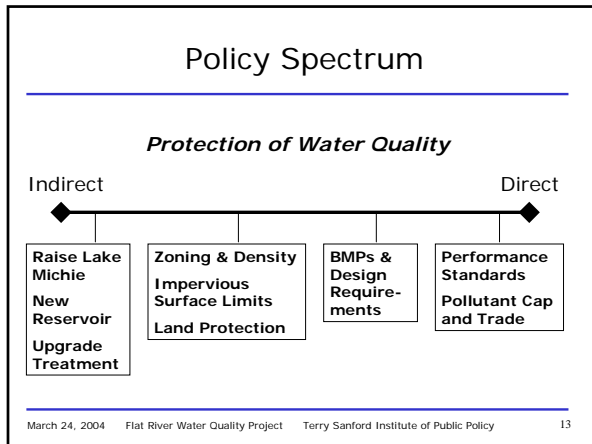 Policy Spectrum
Protection of Water Quality
Indirect
Direct
Raise Lake
Michie
New
Reservoir
Upgrade
Treatment
Zoning & Density
Impervious
Surface Limits
Land Protection
BMPs &
Design
Require-
ments
Performance
Standards
Pollutant Cap
and Trade
March 24, 2004 Flat River Water Quality Project Terry Sanford Institute of Public Policy 13